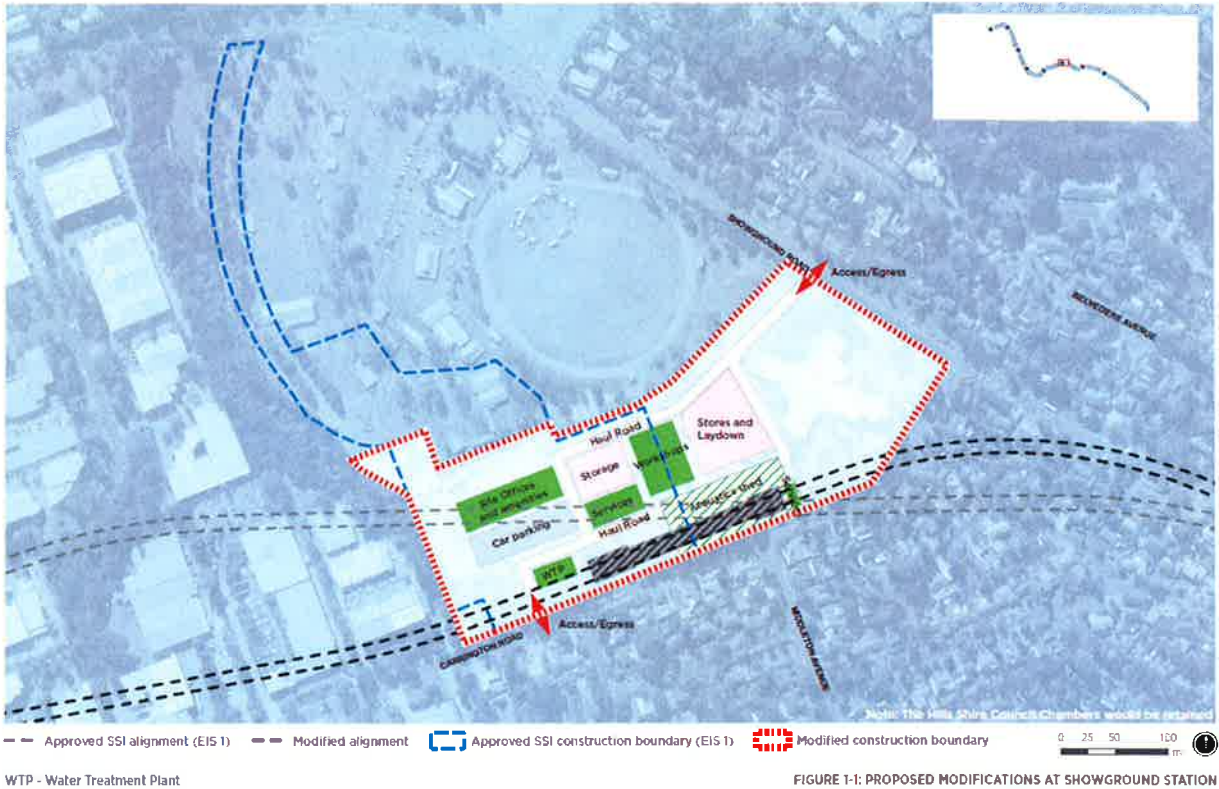 SHOWGROUND ROAD
Access/Egress
BELVEDERE AVENUE
Stores and
Laydown
Haul Road
Workshops
Storage
Site Offices
and amenities
Services
Acoustics shed
Car parking
Haul Road
WTP
Access/Egress
CARRINGTON ROAD
MIDDLETON AVENUE
Note: The Hills Shire Council Chambers would be retained
Approved SSI alignment (EIS 1)
Modified alignment
Approved SSI construction boundary (EIS 1)
Modified construction boundary
0 25 50 100
m
WTP - Water Treatment Plant
FIGURE 1-1: PROPOSED MODIFICATIONS AT SHOWGROUND STATION